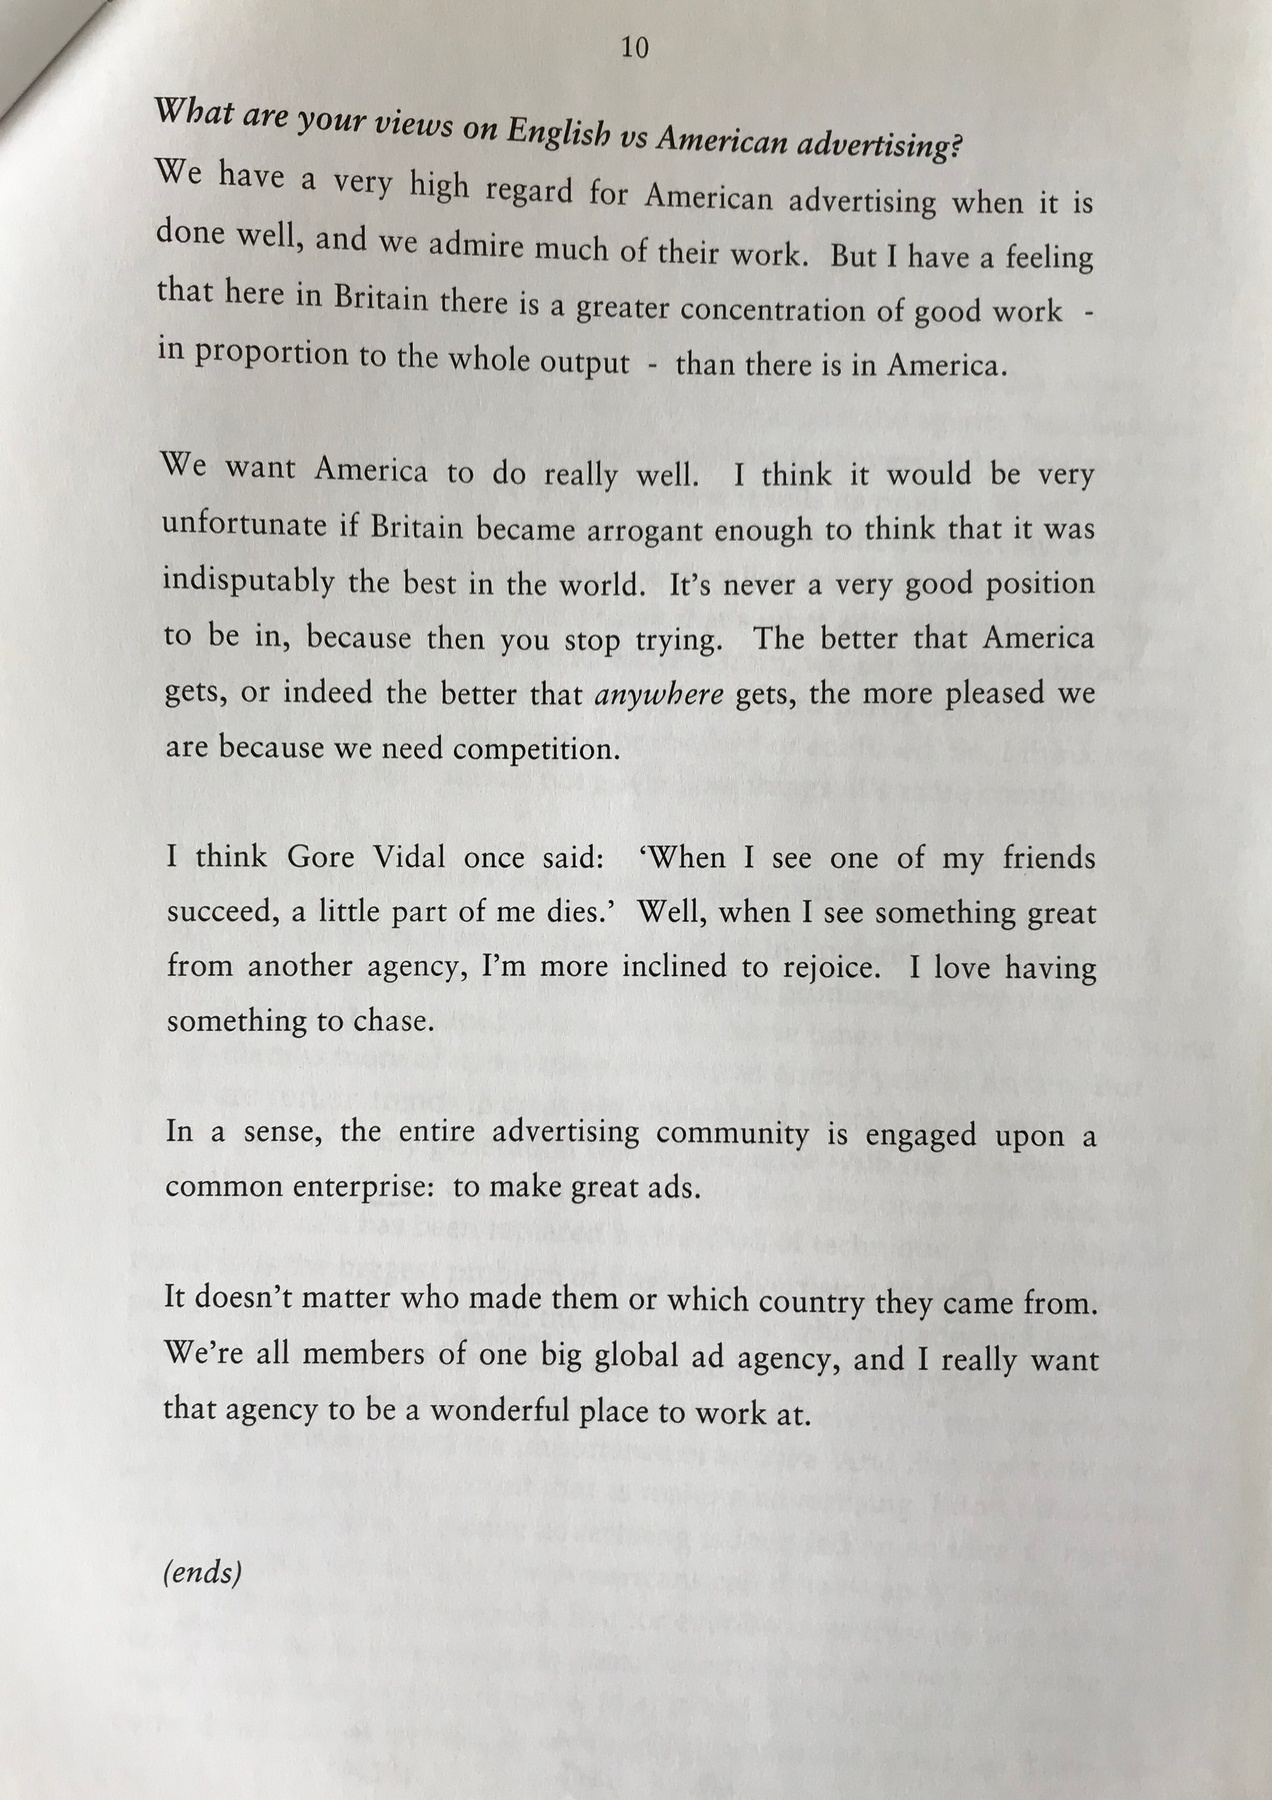 10
What are your views on English vs American advertising?
We have a very high regard for American advertising when it is
done well, and we admire much of their work. But I have a feeling
that here in Britain there is a greater concentration of good work -
in proportion to the whole output - than there is in America.
We want America to do really well. I think it would be very
unfortunate if Britain became arrogant enough to think that it was
indisputably the best in the world. It's never a very good position
to be in, because then you stop trying. The better that America
gets, or indeed the better that anywhere gets, the more pleased we
are because we need competition.
I think Gore Vidal once said: ‘When I see one of my friends
succeed, a little part of me dies.’ Well, when I see something great
from another agency, I’m more inclined to rejoice. I love having
something to chase.
In a sense, the entire advertising community is engaged upon a
common enterprise: to make great ads.
It doesn’t matter who made them or which country they came from.
We’re all members of one big global ad agency, and I really want
that agency to be a wonderful place to work at.
(ends)